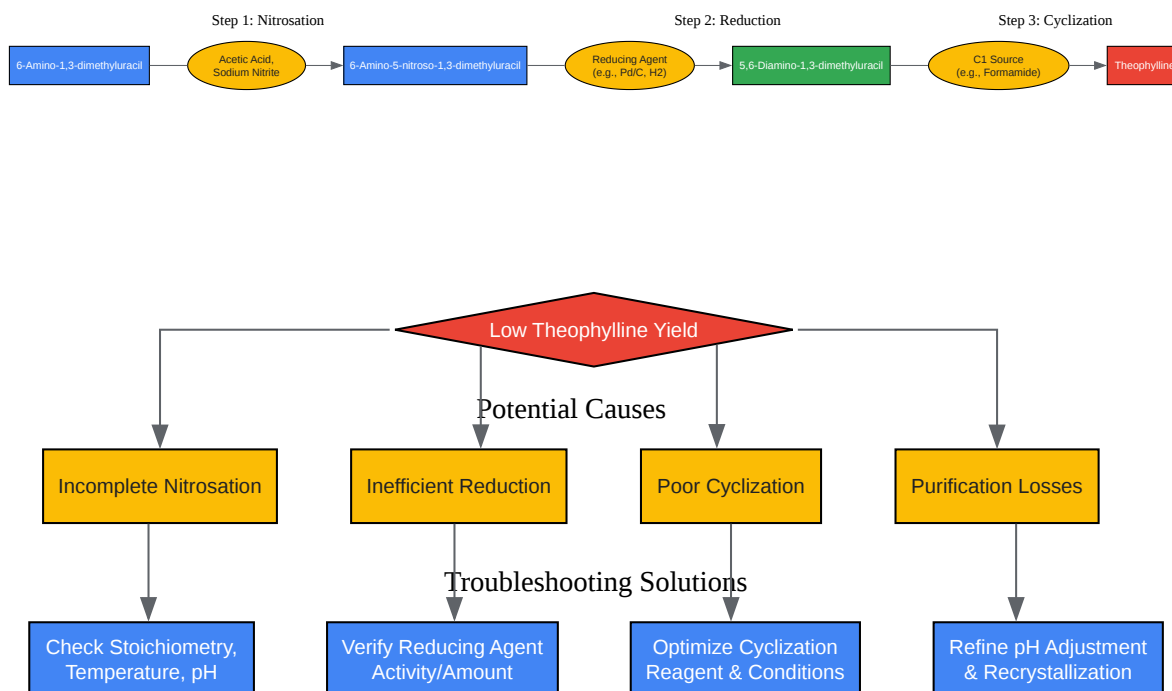 Step 1: Nitrosation
Step 2: Reduction
Step 3: Cyclization
6-Amino-1,3-dimethyluracil
Acetic Acid,
Sodium Nitrite
6-Amino-5-nitroso-1,3-dimethyluracil
Reducing Agent
(e.g., Pd/C, H2)
5,6-Diamino-1,3-dimethyluracil
C1 Source
(e.g., Formamide)
Theophylline
Low Theophylline Yield
Potential Causes
Incomplete Nitrosation
Inefficient Reduction
Poor Cyclization
Purification Losses
Troubleshooting Solutions
Check Stoichiometry,
Temperature, pH
Verify Reducing Agent
Activity/Amount
Optimize Cyclization
Reagent & Conditions
Refine pH Adjustment
& Recrystallization